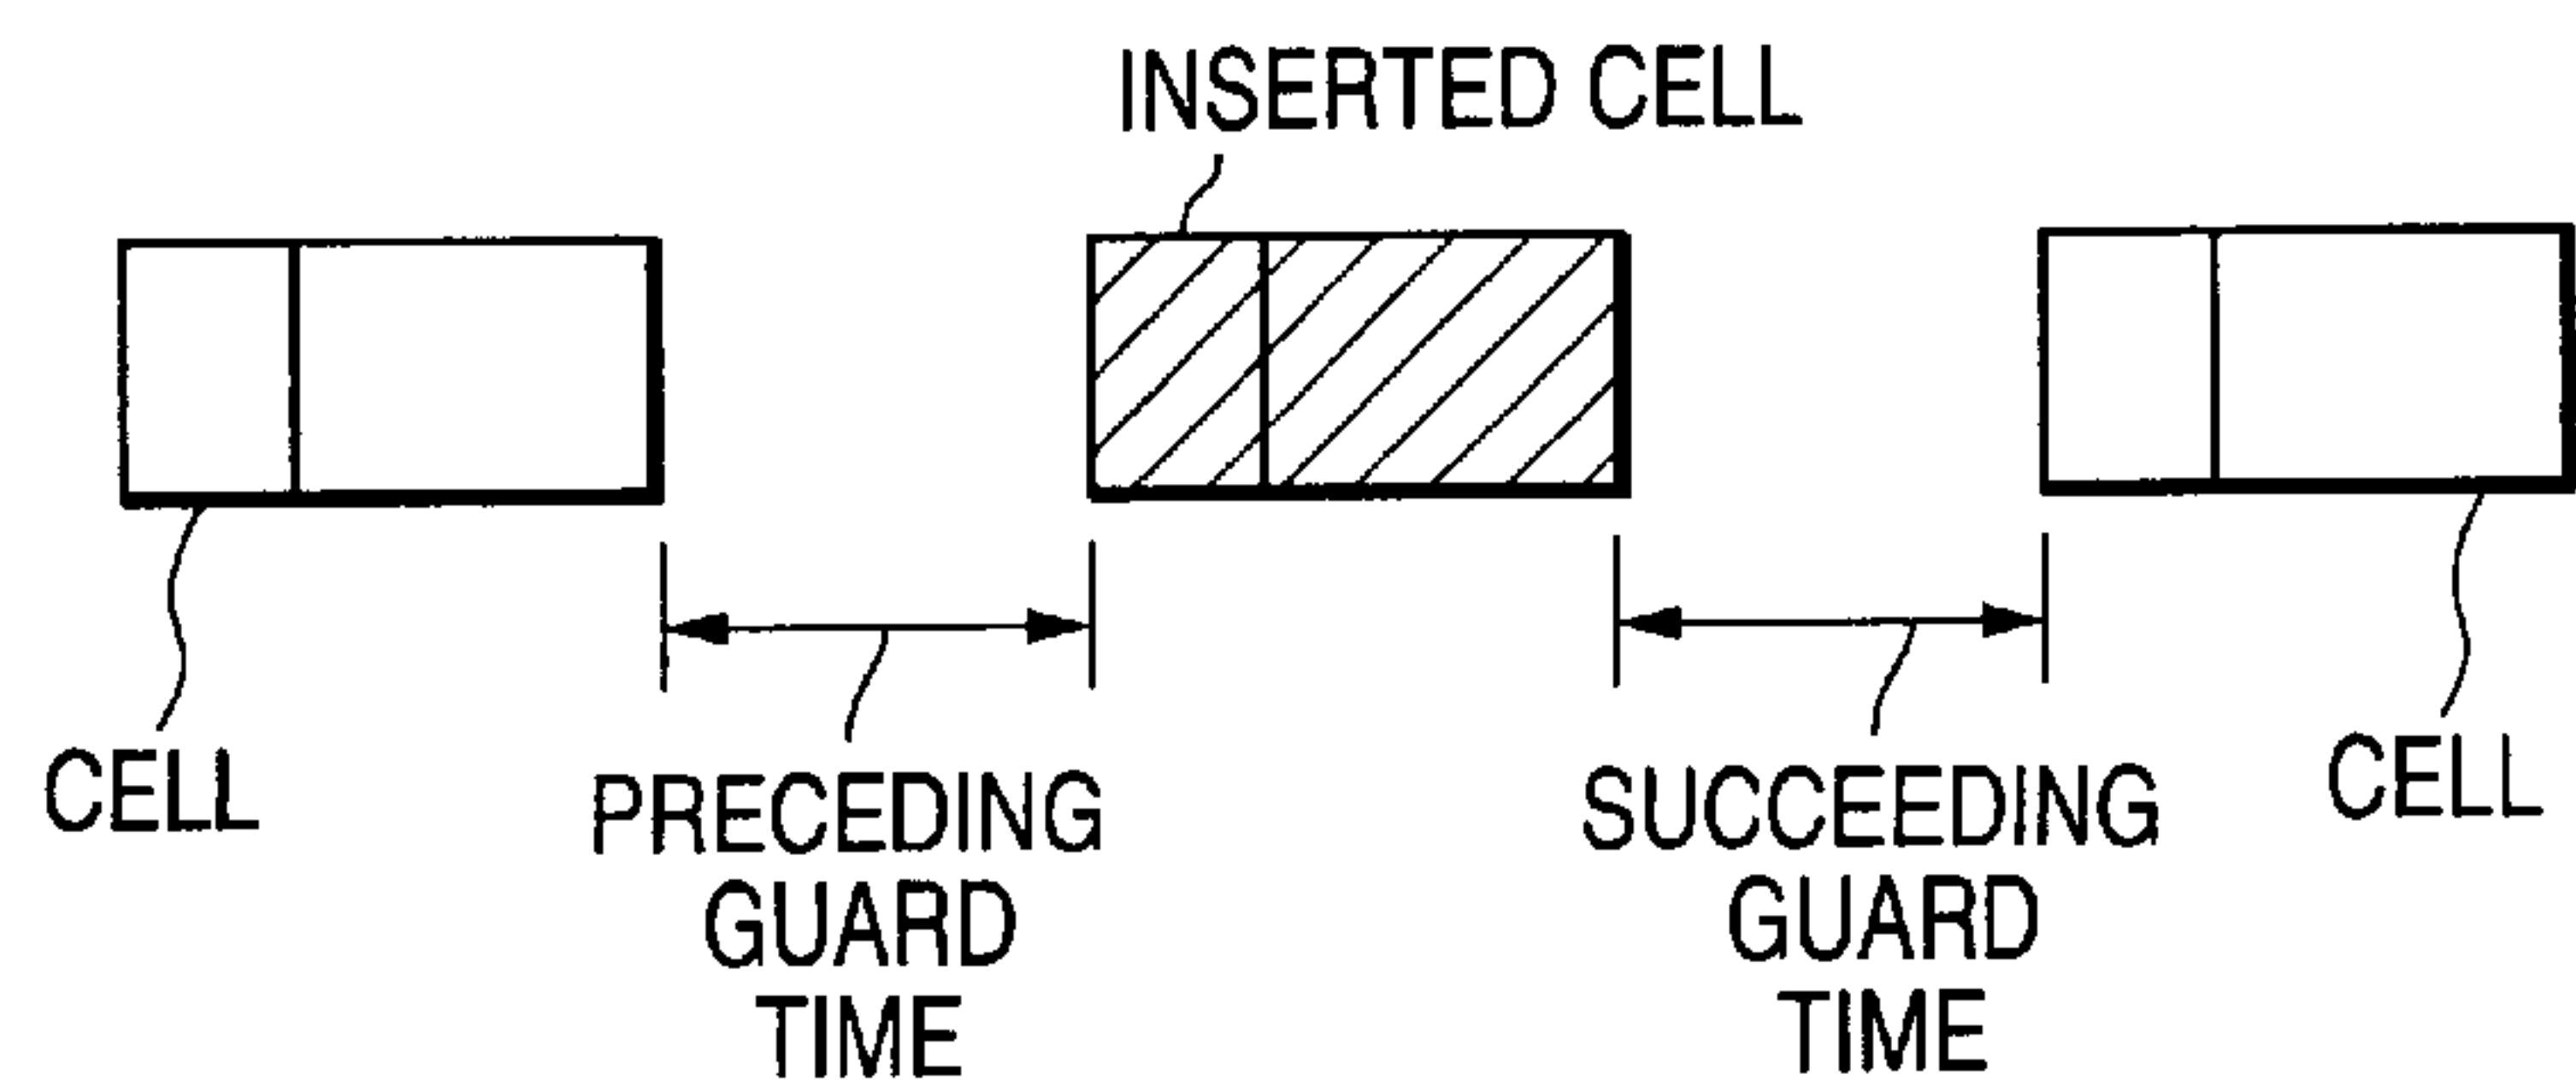 INSERTED CELL
CELL
PRECEDING
GUARD
TIME
SUCCEEDING
GUARD
TIME
CELL